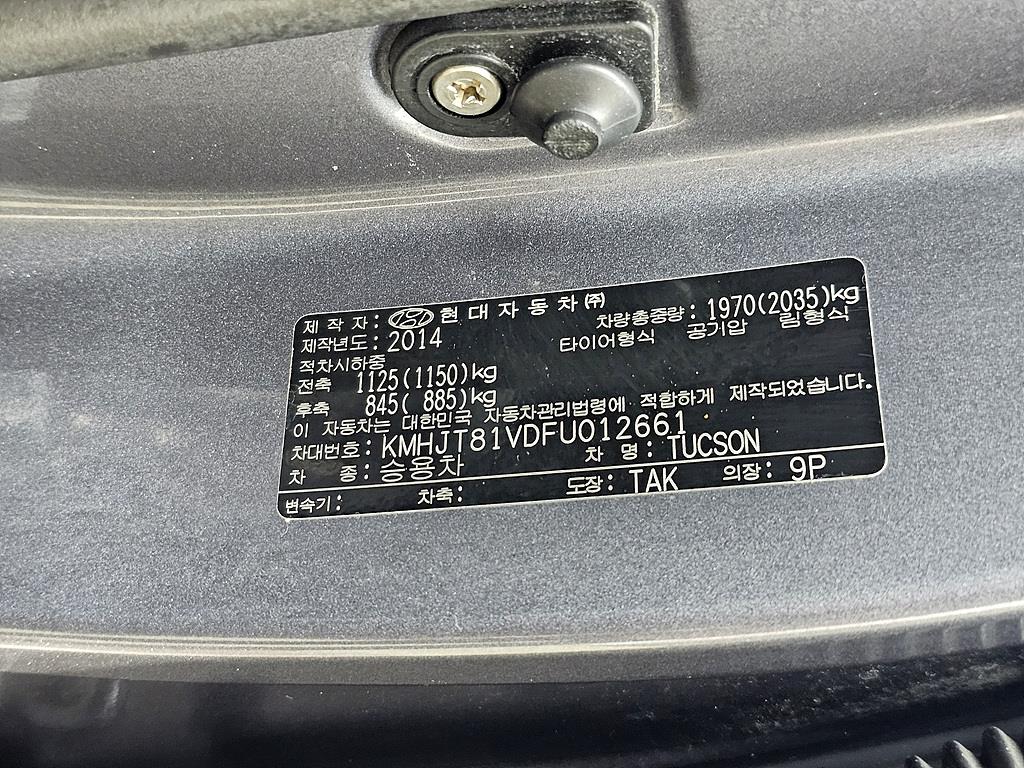 제작자: 현대자동차㈜ 차량총중량: 1970(2035)kg
제작년도: 2014 타이어형식 공기압 림형식
적차시하중
전축 1125(1150)kg
후축 845( 885)kg
이 자동차는 대한민국 자동차관리법령에 적합하게 제작되었습니다.
차대번호: KMHJT81VDFU012661 차 명: TUCSON
차 종: 승용차
변속기: 차축: 도장: TAK 의장: 9P